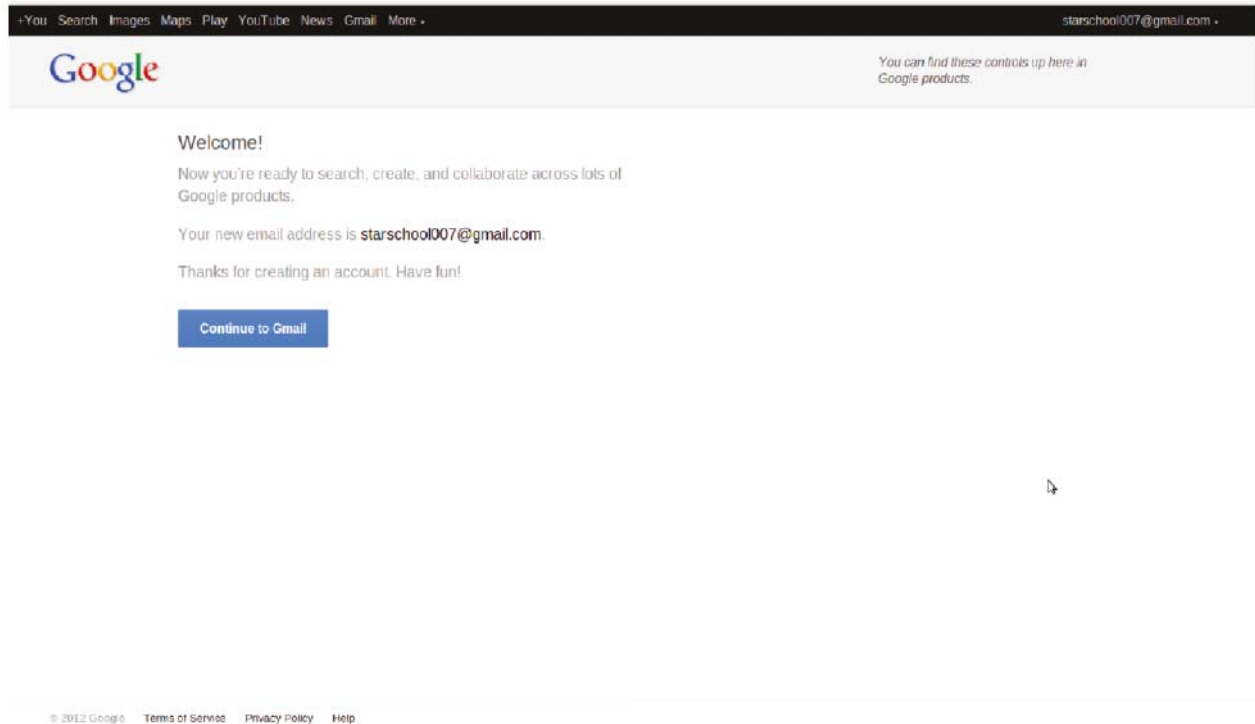 +You Search Images Maps Play YouTube News Gmail More
starschool007@gmail.com
Google
You can find these controls up here in
Google products.
Welcome!
Now you're ready to search, create, and collaborate across lots of
Google products.
Your new email address is starschool007@gmail.com.
Thanks for creating an account. Have fun!
Continue to Gmail
© 2012 Google Terms of Service Privacy Policy Help